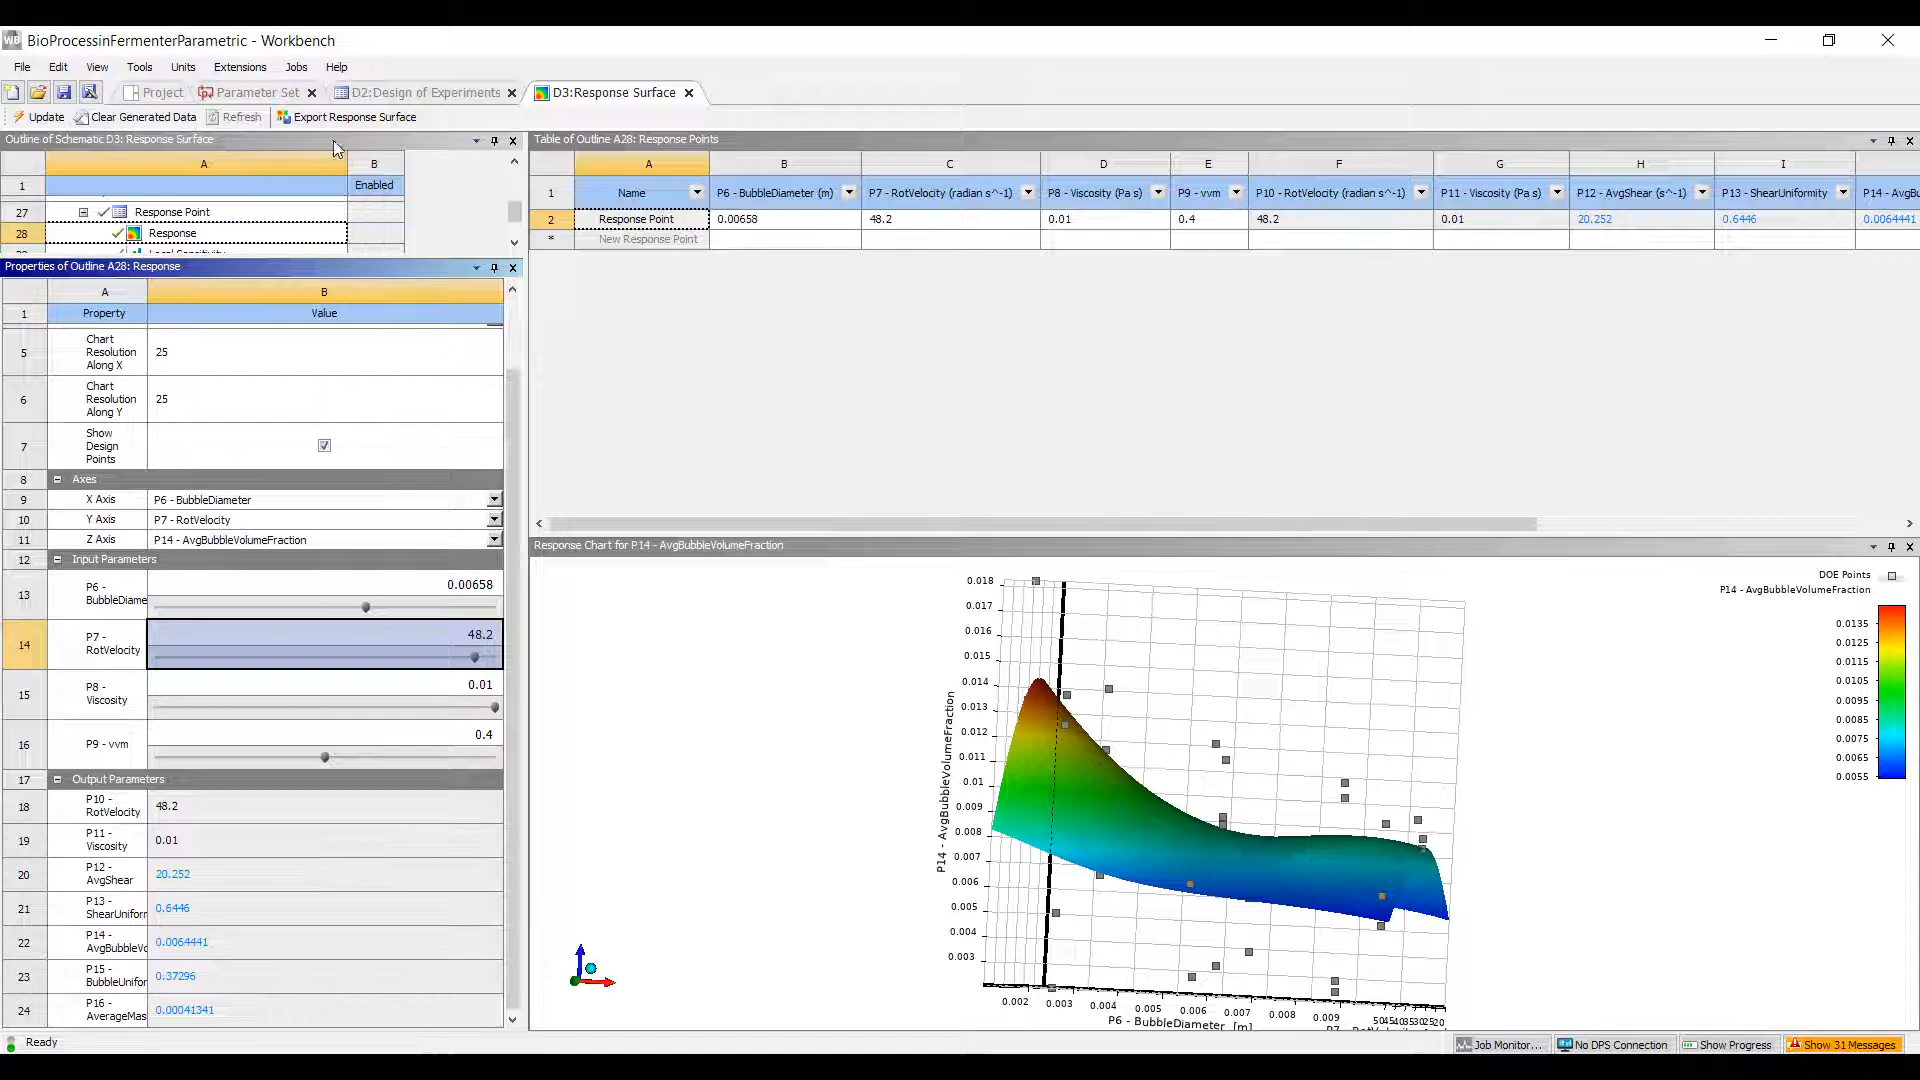 WB BioProcessinFermenterParametric - Workbench
File Edit View Tools Units Extensions Jobs Help
Project Parameter Set D2:Design of Experiments D3:Response Surface
Update Clear Generated Data Refresh Export Response Surface
Outline of Schematic D3: Response Surface
A B
1 Enabled
27 Response Point
28 Response
Properties of Outline A28: Response
A B
1 Property Value
5 Chart Resolution Along X 25
6 Chart Resolution Along Y 25
7 Show Design Points
8 Axes
9 X Axis P6 - BubbleDiameter
10 Y Axis P7 - RotVelocity
11 Z Axis P14 - AvgBubbleVolumeFraction
12 Input Parameters
13 P6 - BubbleDiame 0.00658
14 P7 - RotVelocity 48.2
15 P8 - Viscosity 0.01
16 P9 - vvm 0.4
17 Output Parameters
18 P10 - RotVelocity 48.2
19 P11 - Viscosity 0.01
20 P12 - AvgShear 20.252
21 P13 - ShearUnifor 0.6446
22 P14 - AvgBubbleVo 0.0064441
23 P15 - BubbleUnifor 0.37296
24 P16 - AverageMas 0.00041341
Table of Outline A28: Response Points
A B C D E F G H I
1 Name P6 - BubbleDiameter (m) P7 - RotVelocity (radian s^-1) P8 - Viscosity (Pa s) P9 - vvm P10 - RotVelocity (radian s^-1) P11 - Viscosity (Pa s) P12 - AvgShear (s^-1) P13 - ShearUniformity P14 - AvgBu
2 Response Point 0.00658 48.2 0.01 0.4 48.2 0.01 20.252 0.6446 0.0064441
* New Response Point
Response Chart for P14 - AvgBubbleVolumeFraction
DOE Points
P14 - AvgBubbleVolumeFraction
0.0135
0.0125
0.0115
0.0105
0.0095
0.0085
0.0075
0.0065
0.0055
P14 - AvgBubbleVolumeFraction
0.018
0.017
0.016
0.015
0.014
0.013
0.012
0.011
0.01
0.009
0.008
0.007
0.006
0.005
0.004
0.003
0.002 0.003 0.004 0.005 0.006 0.007 0.008 0.009 50 45 40 35 30 25 20
P6 - BubbleDiameter [m]
Ready
Job Monitor... No DPS Connection Show Progress Show 31 Messages